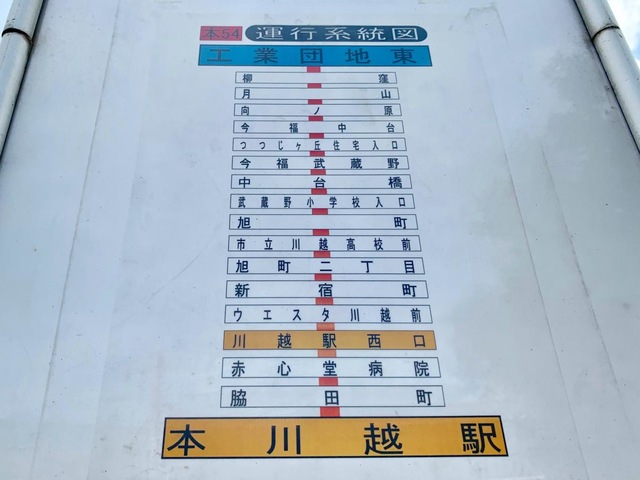 本54 運行系統図
工業団地東
柳窪
月山
向ノ原
今福中台
つつじヶ丘住宅入口
今福武蔵野
中台橋
武蔵野小学校入口
旭町
市立川越高校前
旭町二丁目
新宿町
ウエスタ川越前
川越駅西口
赤心堂病院
脇田町
本川越駅